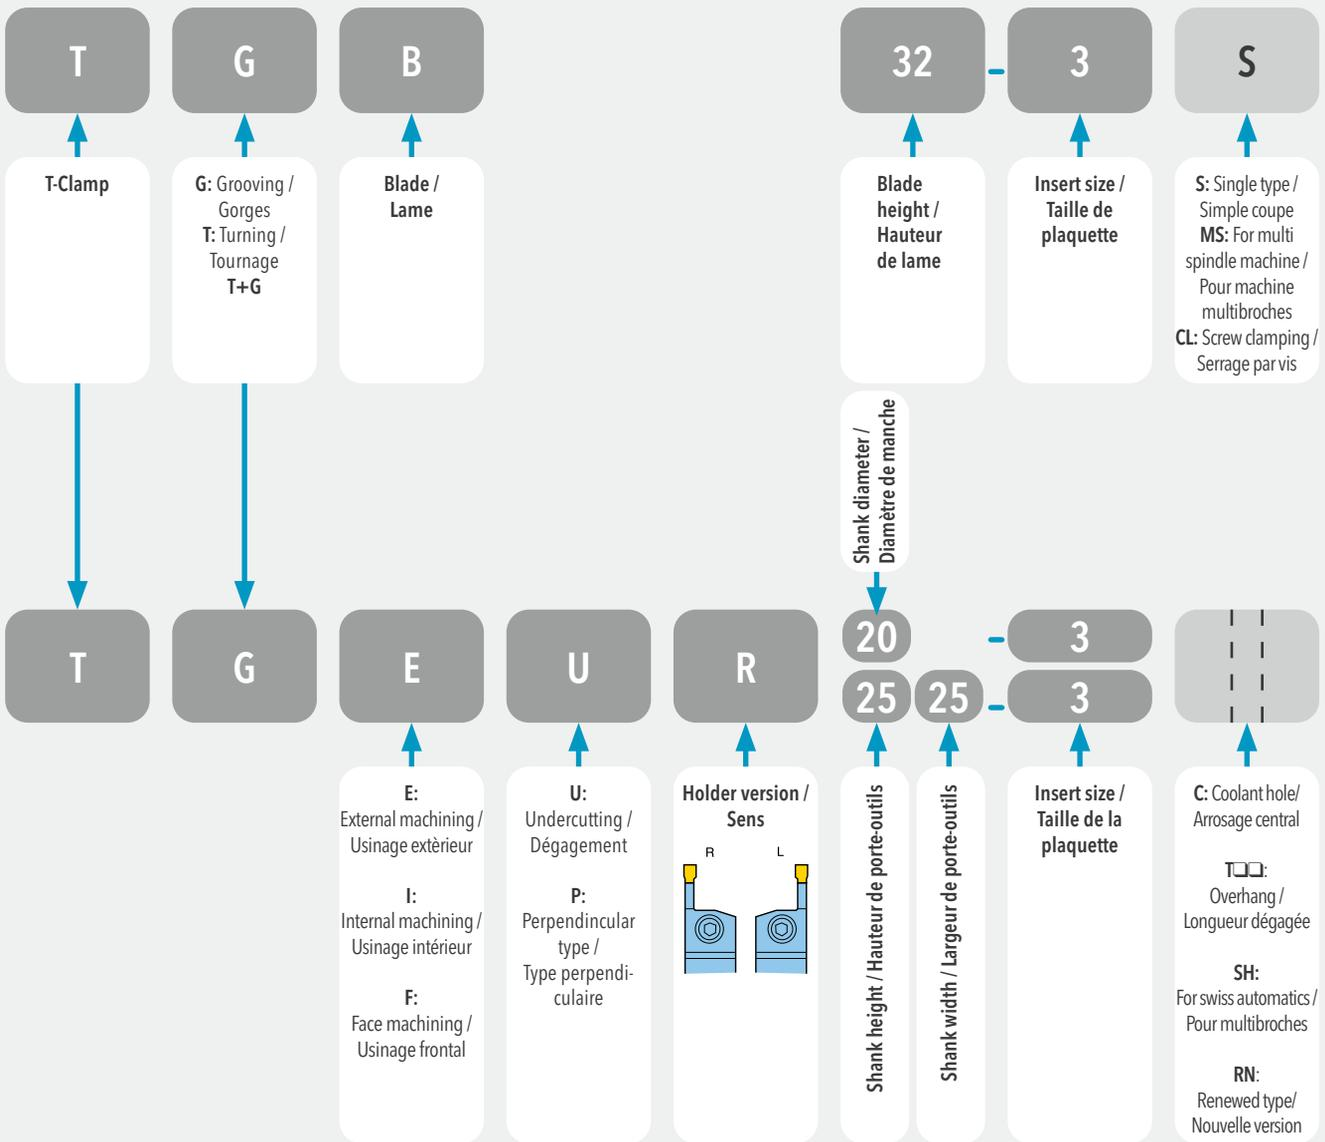 T G B 32 - 3 S
T-Clamp
G: Grooving /
Gorges
T: Turning /
Tournage
T+G
Blade /
Lame
Blade
height /
Hauteur
de lame
Insert size /
Taille de
plaquette
S: Single type /
Simple coupe
MS: For multi
spindle machine /
Pour machine
multibroches
CL: Screw clamping /
Serrage par vis
Shank diameter /
Diamètre de manche
T G E U R
20 - 3
25 25 - 3
E:
External machining /
Usinage extèrieur
I:
Internal machining /
Usinage intérieur
F:
Face machining /
Usinage frontal
U:
Undercutting /
Dégagement
P:
Perpendincular
type /
Type perpendi-
culaire
Holder version /
Sens
R L
Shank height / Hauteur de porte-outils
Shank width / Largeur de porte-outils
Insert size /
Taille de la
plaquette
C: Coolant hole/
Arrosage central
T❏❏:
Overhang /
Longueur dégagée
SH:
For swiss automatics /
Pour multibroches
RN:
Renewed type/
Nouvelle version